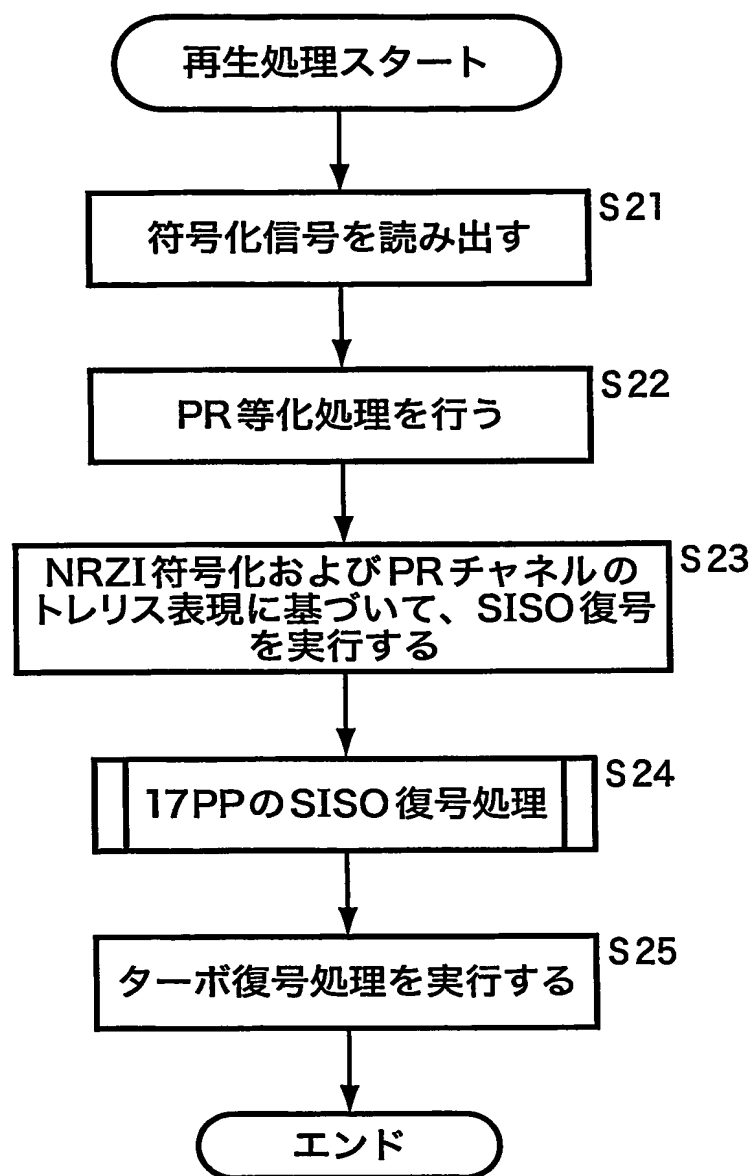 再生処理スタート
S21
符号化信号を読み出す
S22
PR等化処理を行う
S23
NRZI符号化およびPRチャネルの
トレリス表現に基づいて、SISO復号
を実行する
S24
17PPのSISO復号処理
S25
ターボ復号処理を実行する
エンド